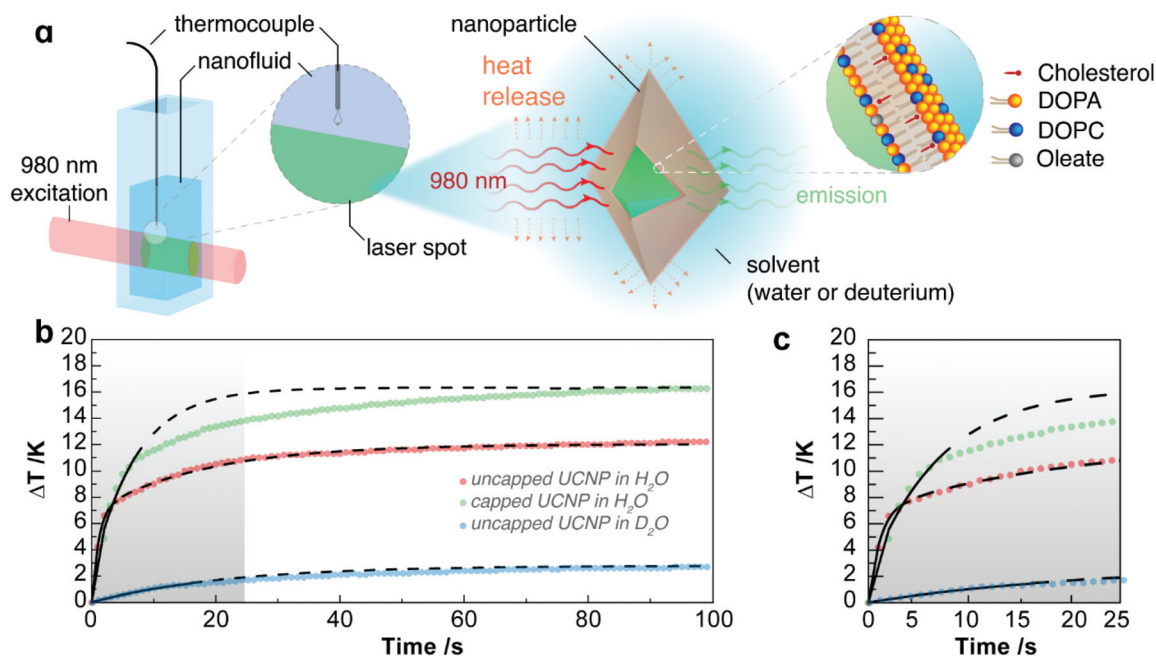 a
thermocouple
nanofluid
980 nm
excitation
laser spot
nanoparticle
heat
release
980 nm
emission
solvent
(water or deuterium)
Cholesterol
DOPA
DOPC
Oleate
b
20
18
16
14
12
10
8
6
4
2
0
ΔT /K
uncapped UCNP in H₂O
capped UCNP in H₂O
uncapped UCNP in D₂O
0
20
40
60
80
100
Time /s
c
20
18
16
14
12
10
8
6
4
2
0
ΔT /K
0
5
10
15
20
25
Time /s